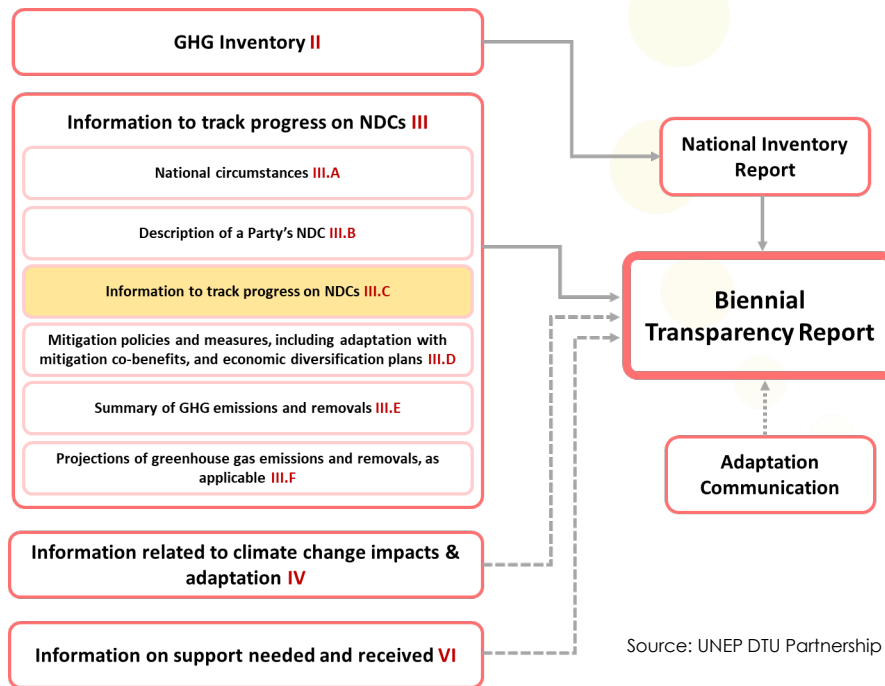 GHG Inventory II
Information to track progress on NDCs III
National circumstances III.A
Description of a Party's NDC III.B
Information to track progress on NDCs III.C
Mitigation policies and measures, including adaptation with
mitigation co-benefits, and economic diversification plans III.D
Summary of GHG emissions and removals III.E
Projections of greenhouse gas emissions and removals, as
applicable III.F
Information related to climate change impacts &
adaptation IV
Information on support needed and received VI
National Inventory
Report
Biennial
Transparency Report
Adaptation
Communication
Source: UNEP DTU Partnership